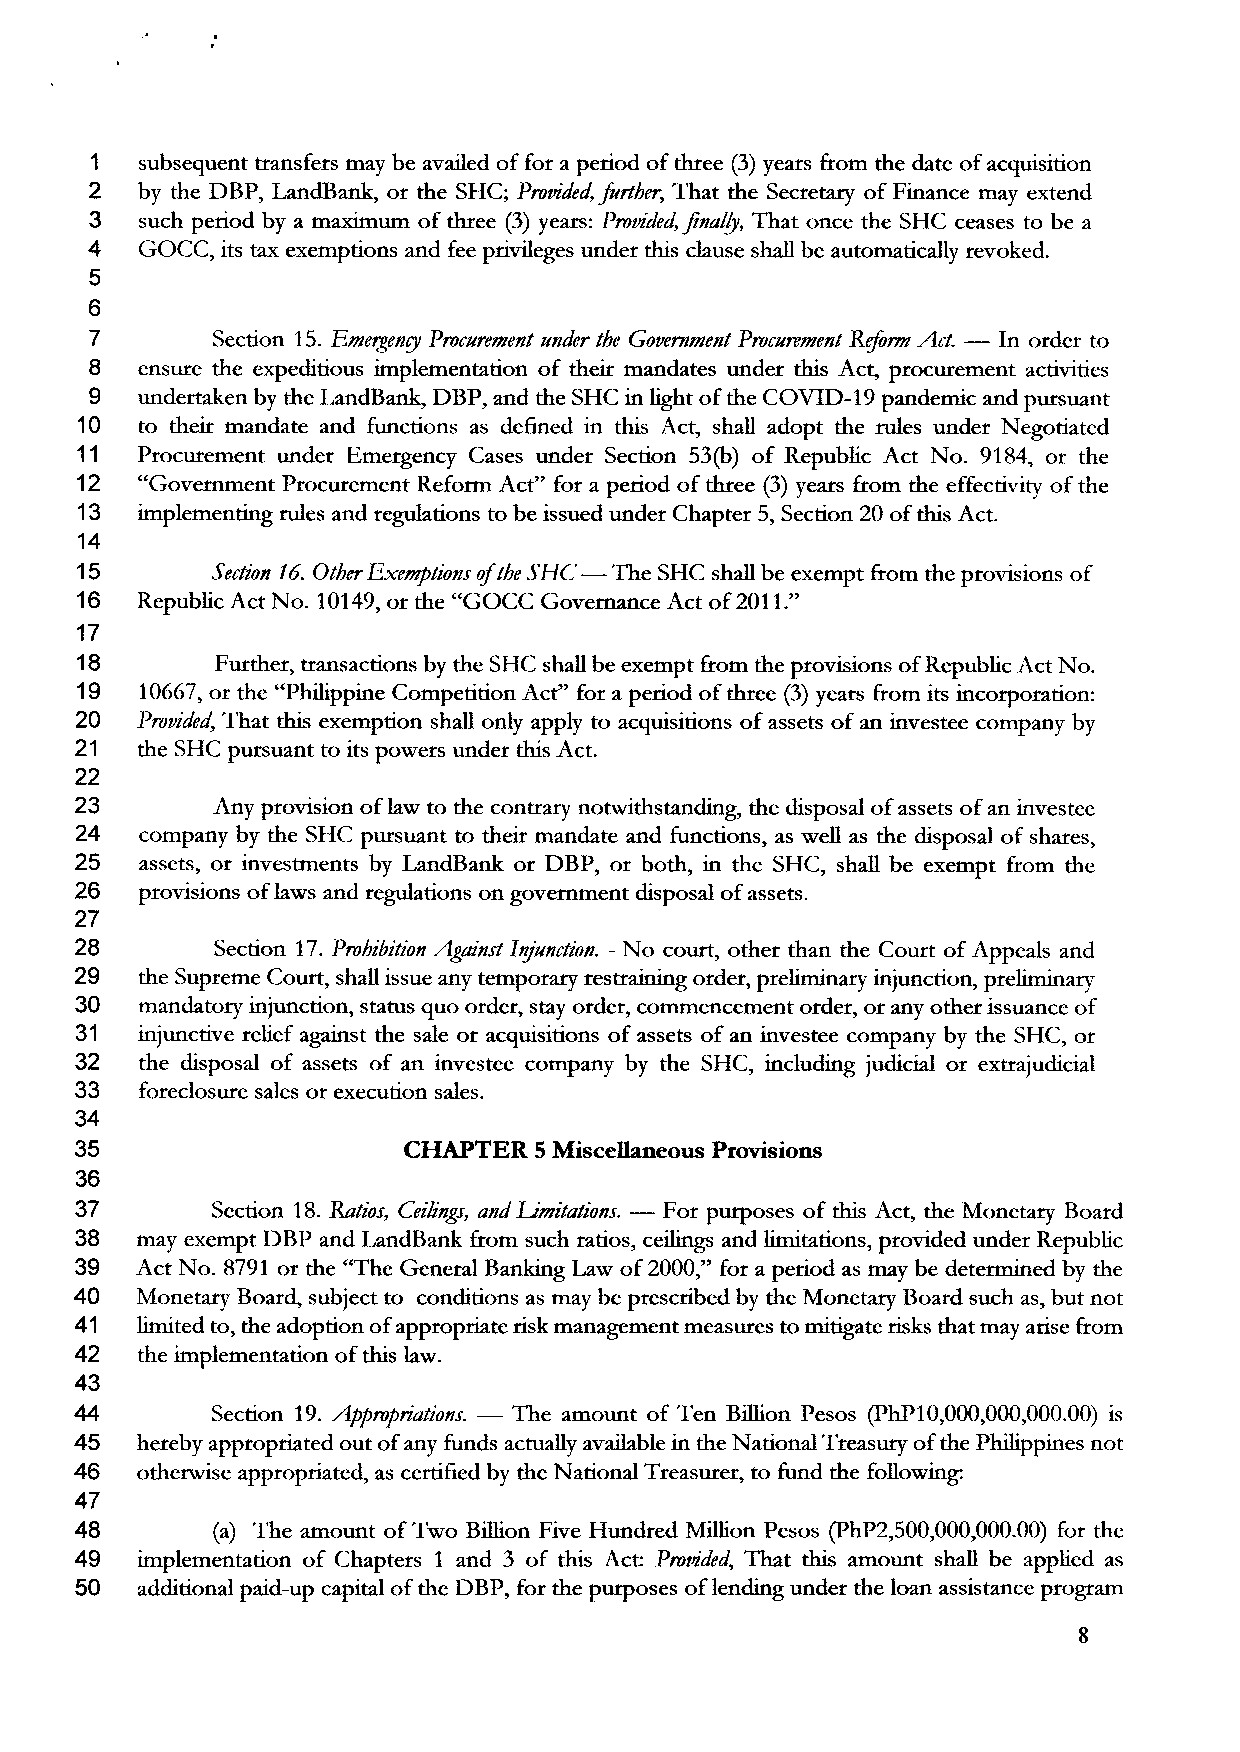 1 subsequent transfers may be availed of for a period of three (3) years from the date of acquisition
2 by the DBP, LandBank, or the SHC; Provided, further, That the Secretary of Finance may extend
3 such period by a maximum of three (3) years: Provided, finally, That once the SHC ceases to be a
4 GOCC, its tax exemptions and fee privileges under this clause shall be automatically revoked.
5
6
7 Section 15. Emergency Procurement under the Government Procurement Reform Act. — In order to
8 ensure the expeditious implementation of their mandates under this Act, procurement activities
9 undertaken by the LandBank, DBP, and the SHC in light of the COVID-19 pandemic and pursuant
10 to their mandate and functions as defined in this Act, shall adopt the rules under Negotiated
11 Procurement under Emergency Cases under Section 53(b) of Republic Act No. 9184, or the
12 “Government Procurement Reform Act” for a period of three (3) years from the effectivity of the
13 implementing rules and regulations to be issued under Chapter 5, Section 20 of this Act.
14
15 Section 16. Other Exemptions of the SHC — The SHC shall be exempt from the provisions of
16 Republic Act No. 10149, or the “GOCC Governance Act of 2011.”
17
18 Further, transactions by the SHC shall be exempt from the provisions of Republic Act No.
19 10667, or the “Philippine Competition Act” for a period of three (3) years from its incorporation:
20 Provided, That this exemption shall only apply to acquisitions of assets of an investee company by
21 the SHC pursuant to its powers under this Act.
22
23 Any provision of law to the contrary notwithstanding, the disposal of assets of an investee
24 company by the SHC pursuant to their mandate and functions, as well as the disposal of shares,
25 assets, or investments by LandBank or DBP, or both, in the SHC, shall be exempt from the
26 provisions of laws and regulations on government disposal of assets.
27
28 Section 17. Prohibition Against Injunction. - No court, other than the Court of Appeals and
29 the Supreme Court, shall issue any temporary restraining order, preliminary injunction, preliminary
30 mandatory injunction, status quo order, stay order, commencement order, or any other issuance of
31 injunctive relief against the sale or acquisitions of assets of an investee company by the SHC, or
32 the disposal of assets of an investee company by the SHC, including judicial or extrajudicial
33 foreclosure sales or execution sales.
34
35 CHAPTER 5 Miscellaneous Provisions
36
37 Section 18. Ratios, Ceilings, and Limitations. — For purposes of this Act, the Monetary Board
38 may exempt DBP and LandBank from such ratios, ceilings and limitations, provided under Republic
39 Act No. 8791 or the “The General Banking Law of 2000,” for a period as may be determined by the
40 Monetary Board, subject to conditions as may be prescribed by the Monetary Board such as, but not
41 limited to, the adoption of appropriate risk management measures to mitigate risks that may arise from
42 the implementation of this law.
43
44 Section 19. Appropriations. — The amount of Ten Billion Pesos (PhP10,000,000,000.00) is
45 hereby appropriated out of any funds actually available in the National Treasury of the Philippines not
46 otherwise appropriated, as certified by the National Treasurer, to fund the following:
47
48 (a) The amount of Two Billion Five Hundred Million Pesos (PhP2,500,000,000.00) for the
49 implementation of Chapters 1 and 3 of this Act: Provided, That this amount shall be applied as
50 additional paid-up capital of the DBP, for the purposes of lending under the loan assistance program
8